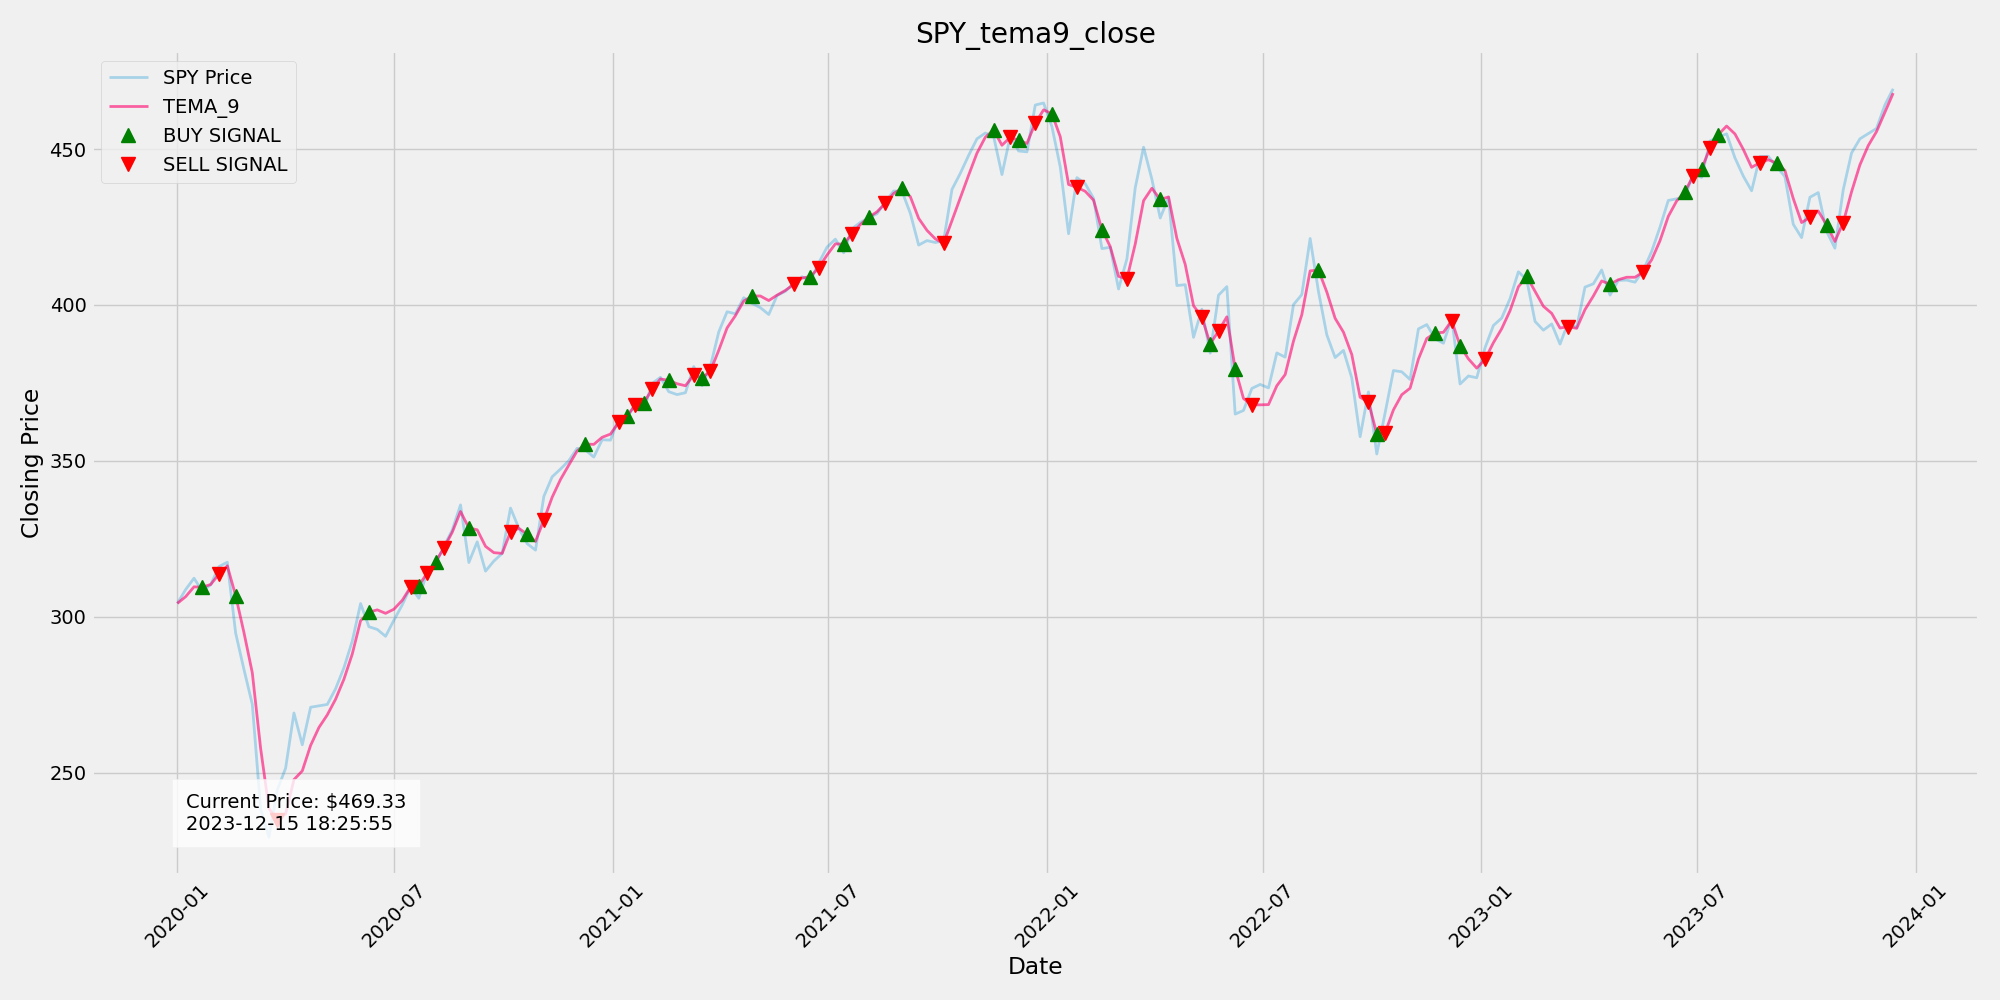 SPY_tema9_close
SPY Price
TEMA_9
BUY SIGNAL
SELL SIGNAL
Closing Price
450
400
350
300
250
Current Price: $469.33
2023-12-15 18:25:55
2020-01
2020-07
2021-01
2021-07
2022-01
2022-07
2023-01
2023-07
2024-01
Date